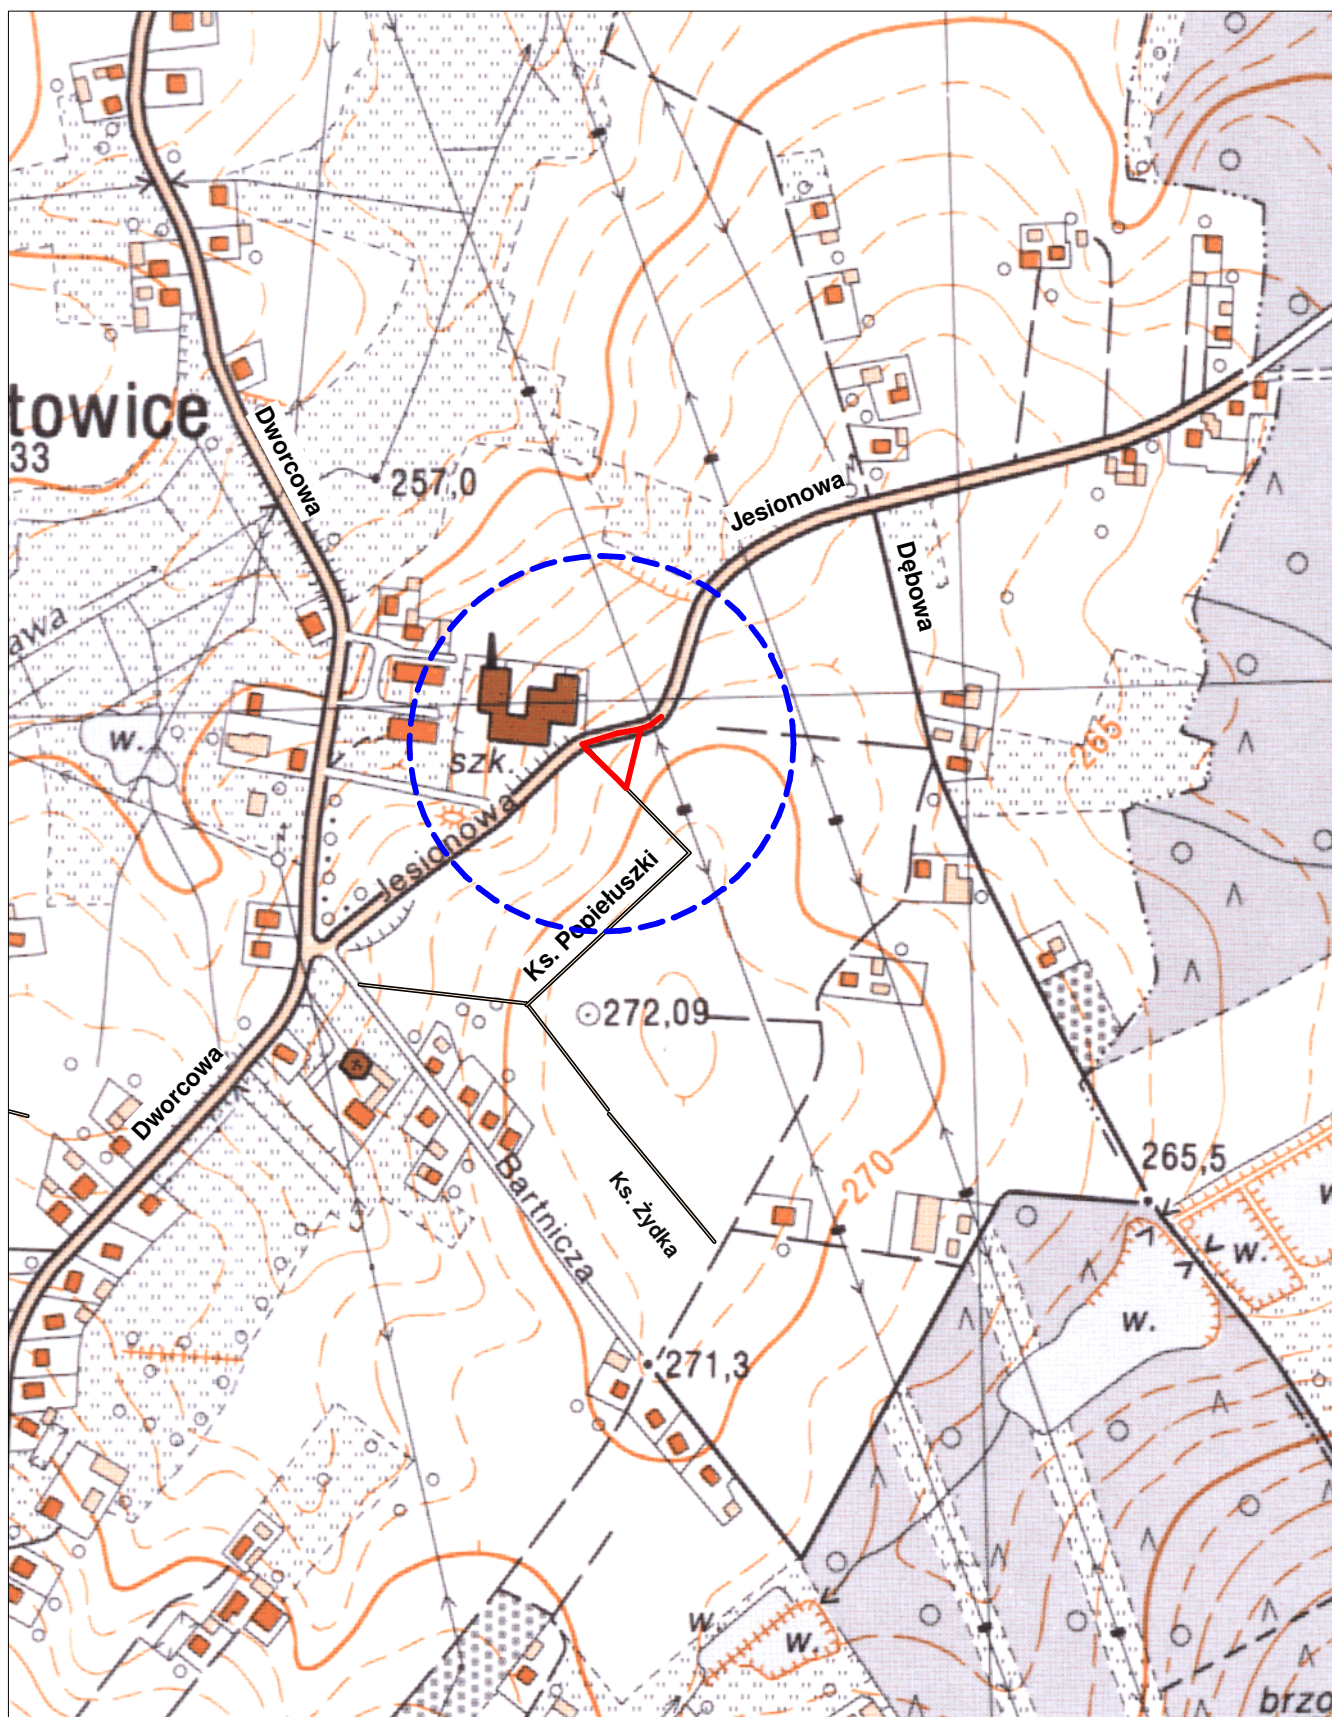 towice
33
Dworcowa
257,0
Jesionowa
Dębowa
awa
w.
szk.
265
Jesionowa
Ks. Popiełuszki
272,09
Dworcowa
265,5
270
Bartnicza
Ks. Żydka
w.
w.
w.
271,3
w.
w.
brzo